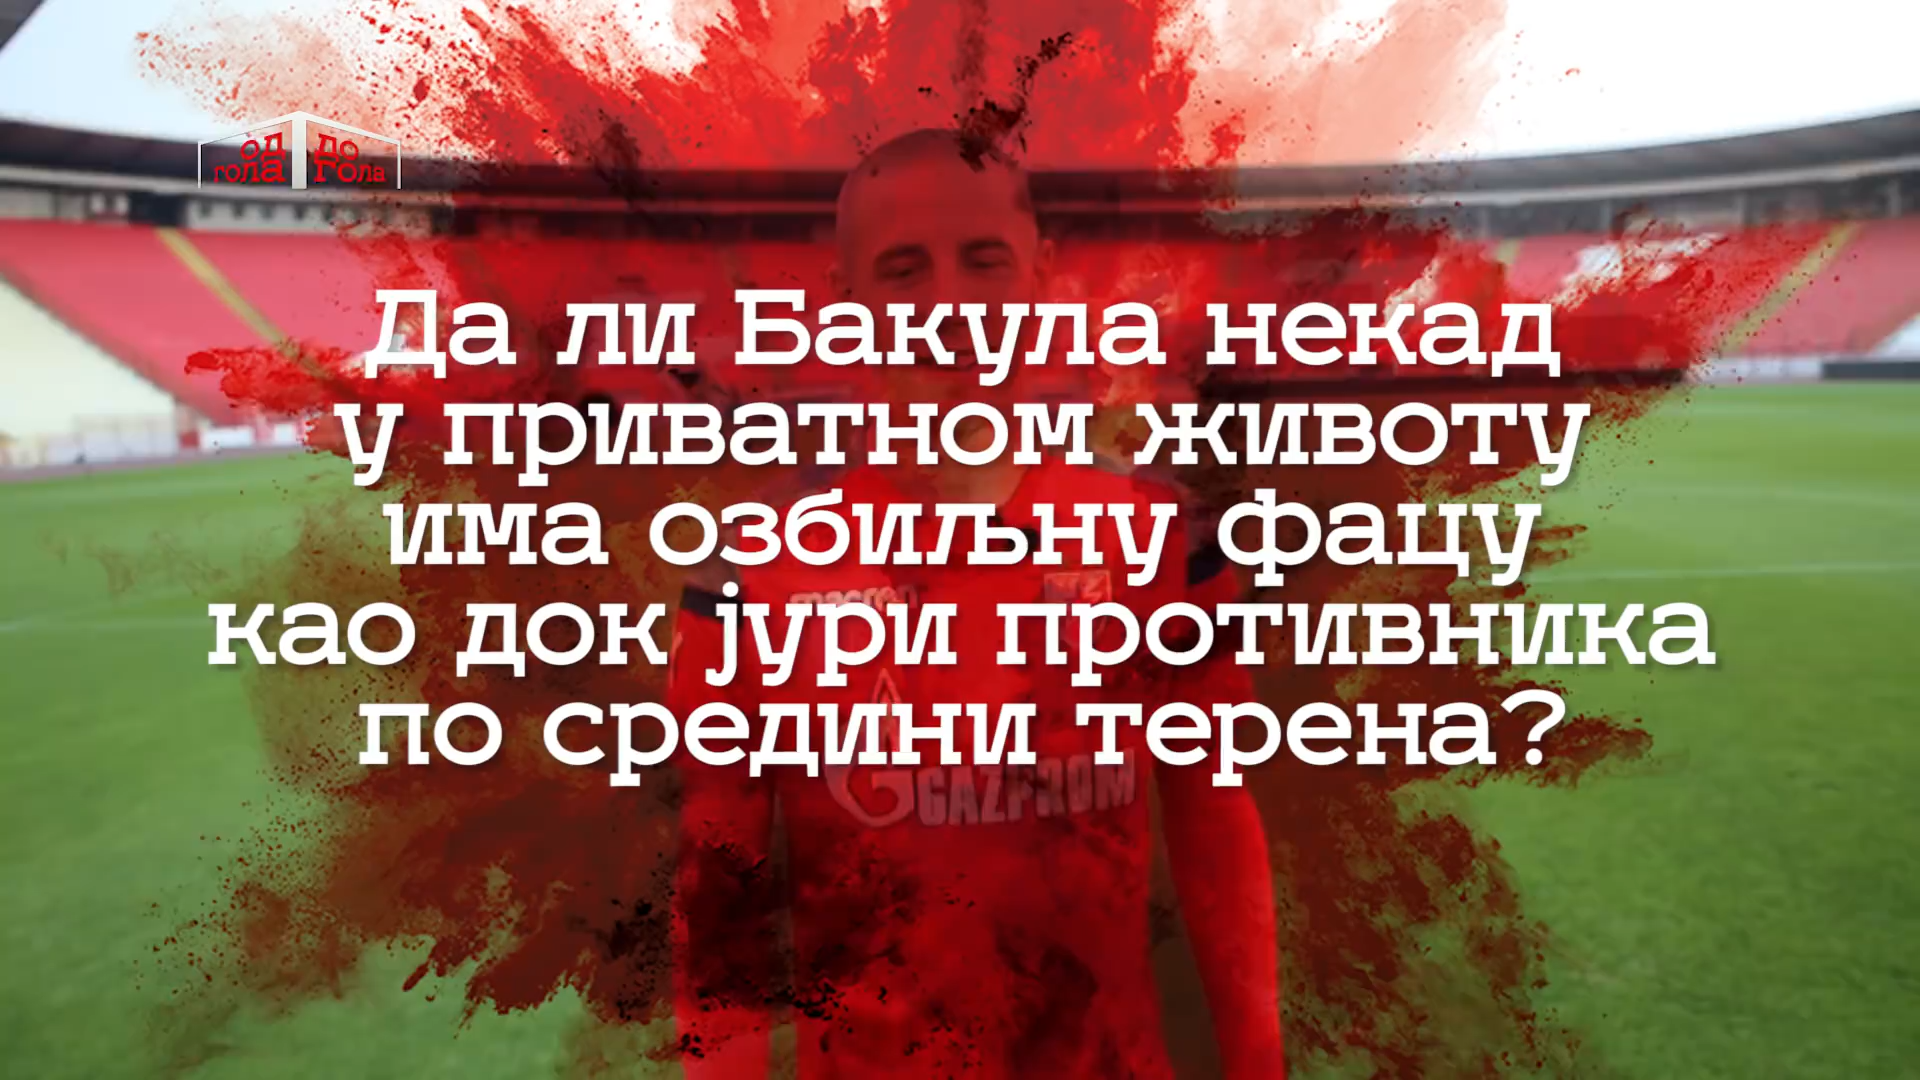 од до
гола гола
Да ли Бакула некад
у приватном животу
има озбиљну фацу
као док јури противника
по средини терена?
macron
GAZPROM